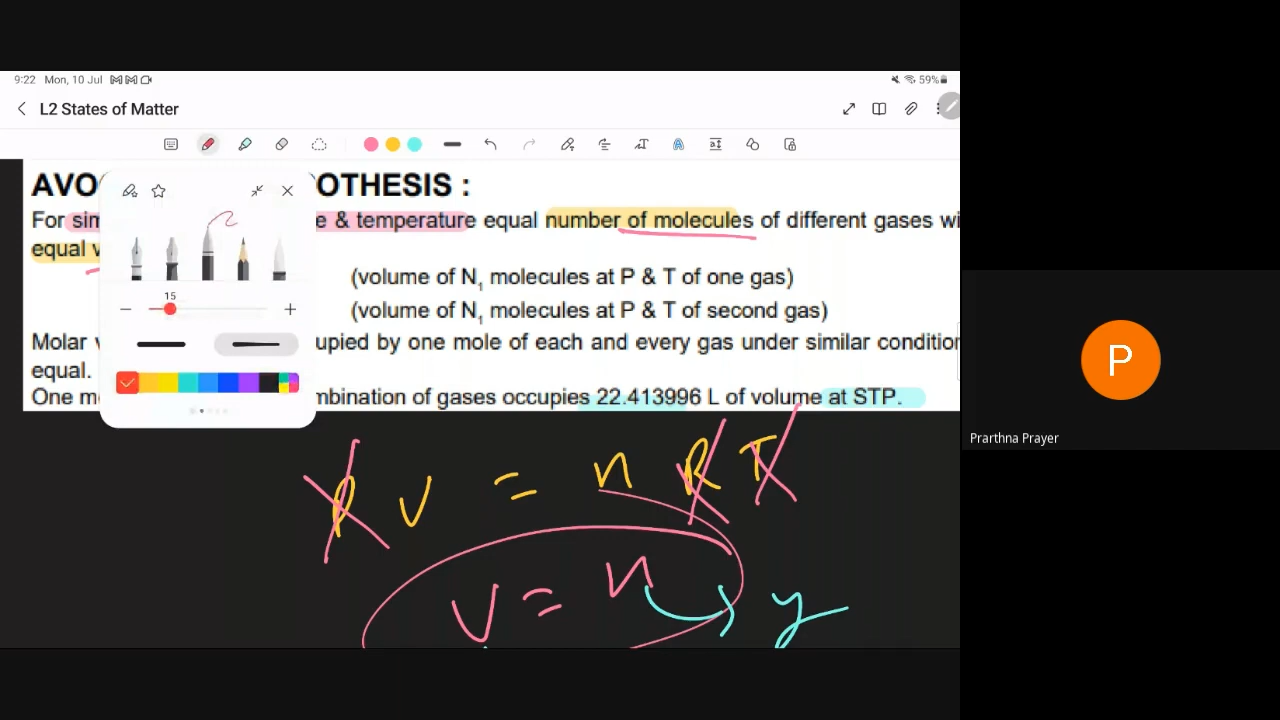 9:22 Mon, 10 Jul 59%
L2 States of Matter
AVO OTHESIS :
For sim e & temperature equal number of molecules of different gases wi
equal v
15
(volume of N₁ molecules at P & T of one gas)
(volume of N₁ molecules at P & T of second gas)
Molar v upied by one mole of each and every gas under similar condition
equal.
One mo mbination of gases occupies 22.413996 L of volume at STP.
P V = n R T
V = n y
P
Prarthna Prayer